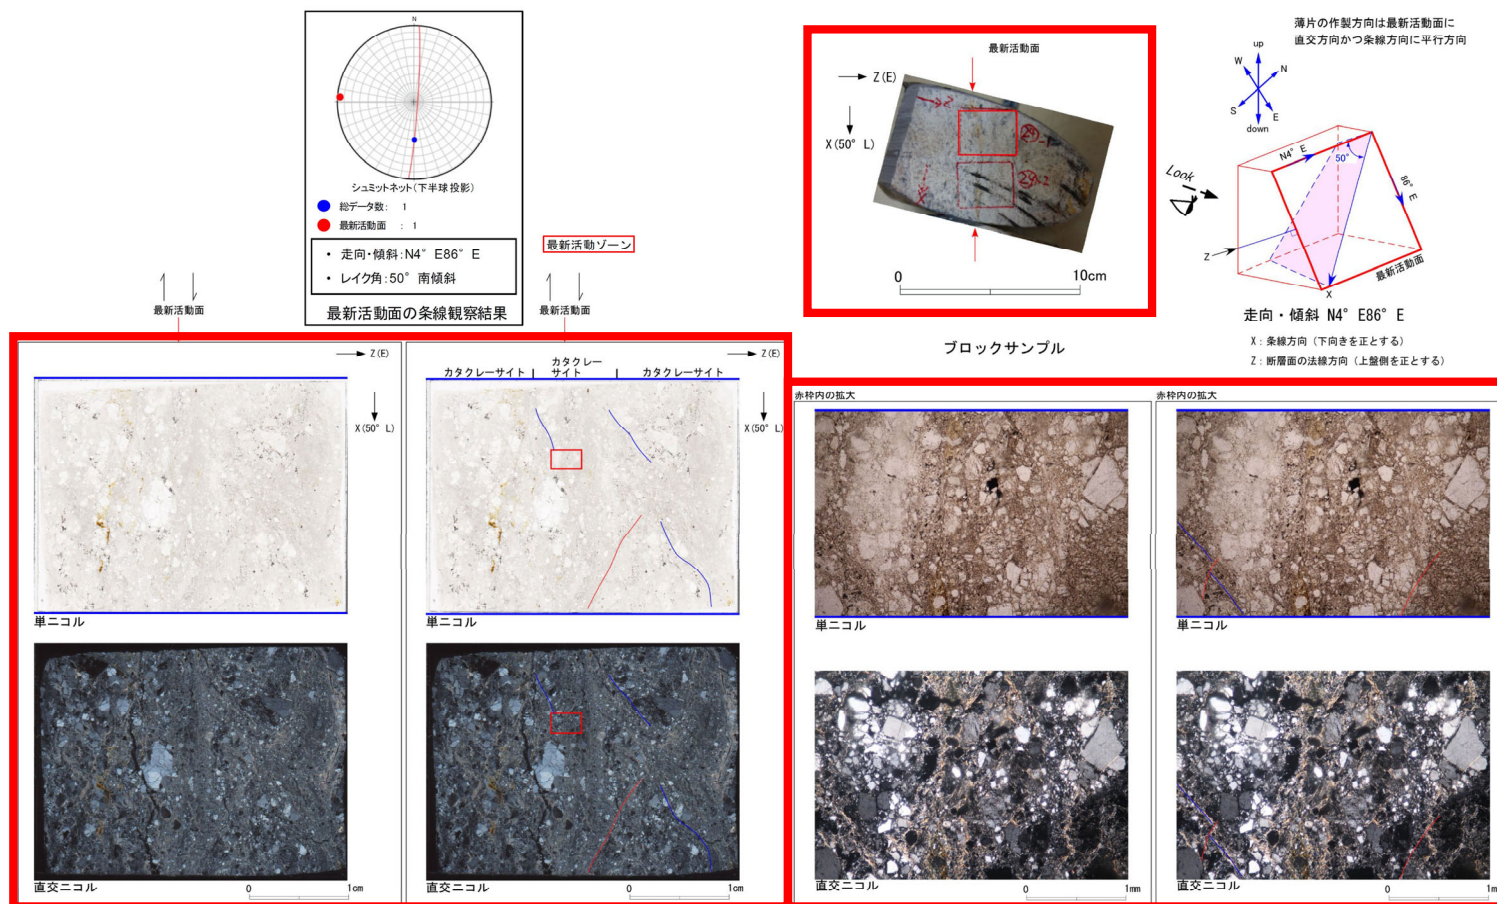 N
シュミットネット(下半球投影)
総データ数: 1
最新活動面 : 1
・ 走向・傾斜:N4°E86°E
・ レイク角:50°南傾斜
最新活動面の条線観察結果
最新活動ゾーン
最新活動面
最新活動面
最新活動面
Z(E)
X(50°L)
0 10cm
ブロックサンプル
薄片の作製方向は最新活動面に
直交方向かつ条線方向に平行方向
up
W
N
S
E
down
Look
N4°E
50°
86°E
Z
X
最新活動面
走向・傾斜 N4°E86°E
X:条線方向(下向きを正とする)
Z:断層面の法線方向(上盤側を正とする)
Z(E)
X(50°L)
単ニコル
直交ニコル
0 1cm
Z(E)
カタクレーサイト
カタクレー
サイト
カタクレーサイト
X(50°L)
単ニコル
直交ニコル
0 1cm
赤枠内の拡大
単ニコル
直交ニコル
0 1mm
赤枠内の拡大
単ニコル
直交ニコル
0 1m